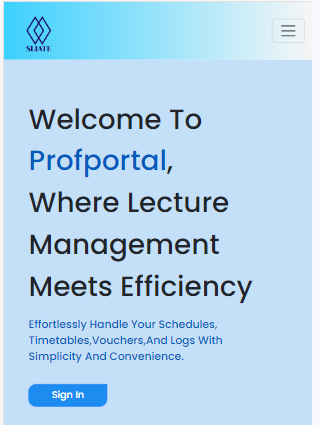 SLIATE
Welcome To
Profportal,
Where Lecture
Management
Meets Efficiency
Effortlessly Handle Your Schedules,
Timetables,Vouchers,And Logs With
Simplicity And Convenience.
Sign In